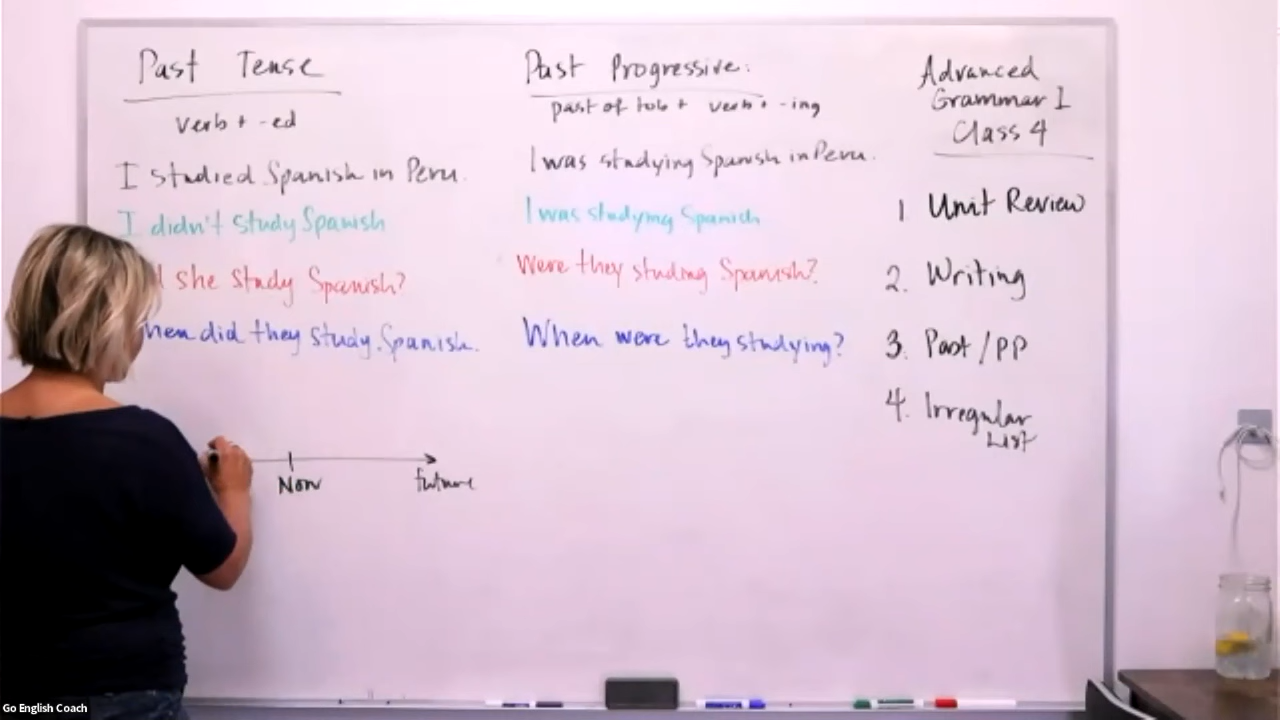 Past Tense
verb + -ed
I studied Spanish in Peru.
I didn't study Spanish
she study Spanish?
did they study Spanish.
Now
future
Past Progressive:
past of tobe + verb + -ing
I was studying Spanish in Peru.
I was studying Spanish
Were they studing Spanish?
When were they studying?
Advanced
Grammar I
Class 4
1 Unit Review
2. Writing
3. Past / PP
4. Irregular
List
Go English Coach